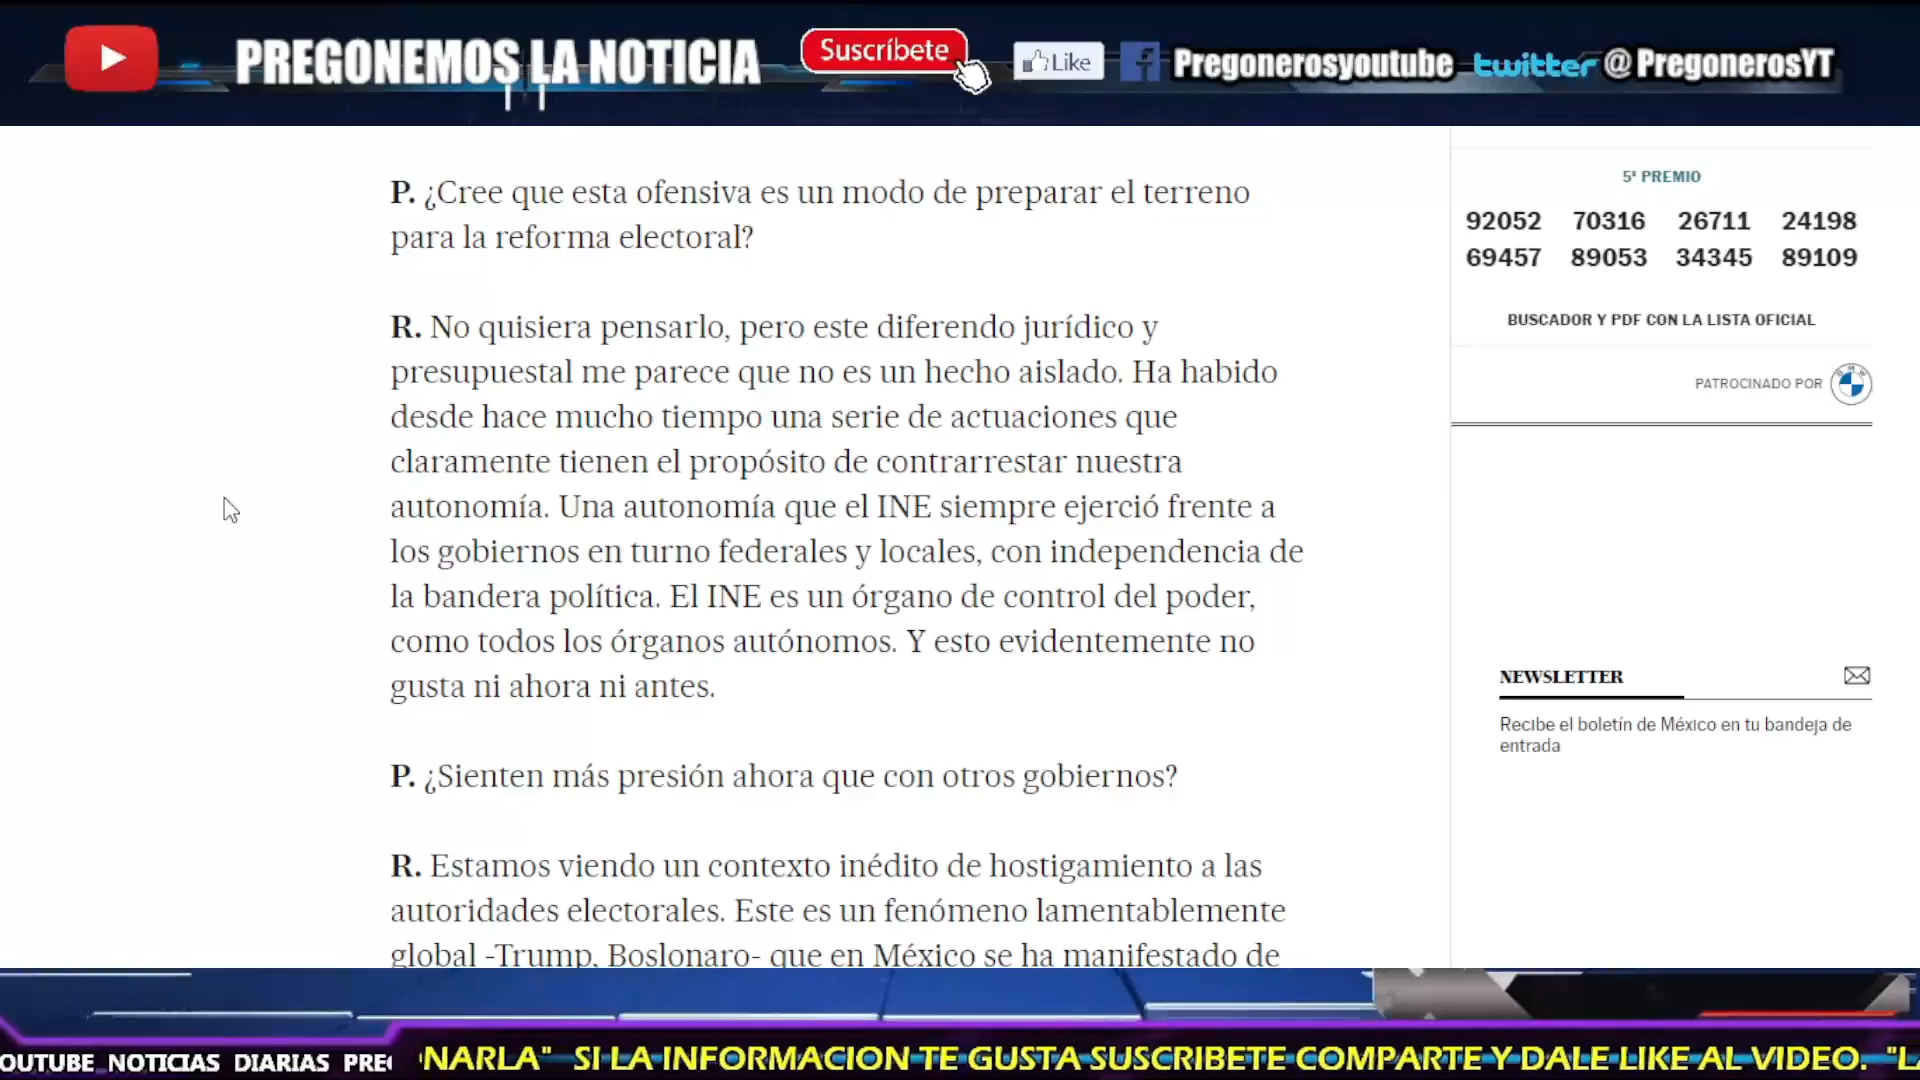 PREGONEMOS LA NOTICIA
Suscríbete
Like
Pregonerosyoutube
twitter @PregonerosYT
P. ¿Cree que esta ofensiva es un modo de preparar el terreno
para la reforma electoral?
R. No quisiera pensarlo, pero este diferendo jurídico y
presupuestal me parece que no es un hecho aislado. Ha habido
desde hace mucho tiempo una serie de actuaciones que
claramente tienen el propósito de contrarrestar nuestra
autonomía. Una autonomía que el INE siempre ejerció frente a
los gobiernos en turno federales y locales, con independencia de
la bandera política. El INE es un órgano de control del poder,
como todos los órganos autónomos. Y esto evidentemente no
gusta ni ahora ni antes.
P. ¿Sienten más presión ahora que con otros gobiernos?
R. Estamos viendo un contexto inédito de hostigamiento a las
autoridades electorales. Este es un fenómeno lamentablemente
global -Trump, Boslonaro- que en México se ha manifestado de
5º PREMIO
92052 70316 26711 24198
69457 89053 34345 89109
BUSCADOR Y PDF CON LA LISTA OFICIAL
PATROCINADO POR
BMW
NEWSLETTER
Recibe el boletín de México en tu bandeja de
entrada
OUTUBE NOTICIAS DIARIAS PRE
NARLA" SI LA INFORMACION TE GUSTA SUSCRIBETE COMPARTE Y DALE LIKE AL VIDEO. "L